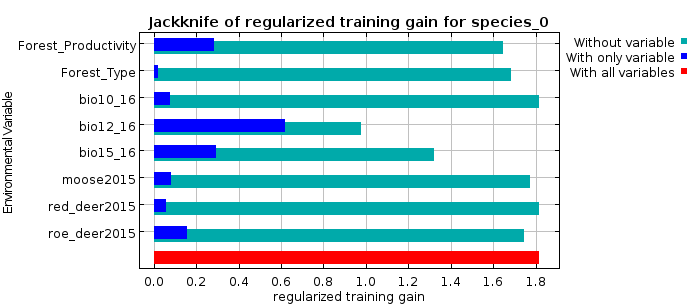 Jackknife of regularized training gain for species_0
Without variable
With only variable
With all variables
Environmental Variable
Forest_Productivity
Forest_Type
bio10_16
bio12_16
bio15_16
moose2015
red_deer2015
roe_deer2015
0.0 0.2 0.4 0.6 0.8 1.0 1.2 1.4 1.6 1.8
regularized training gain